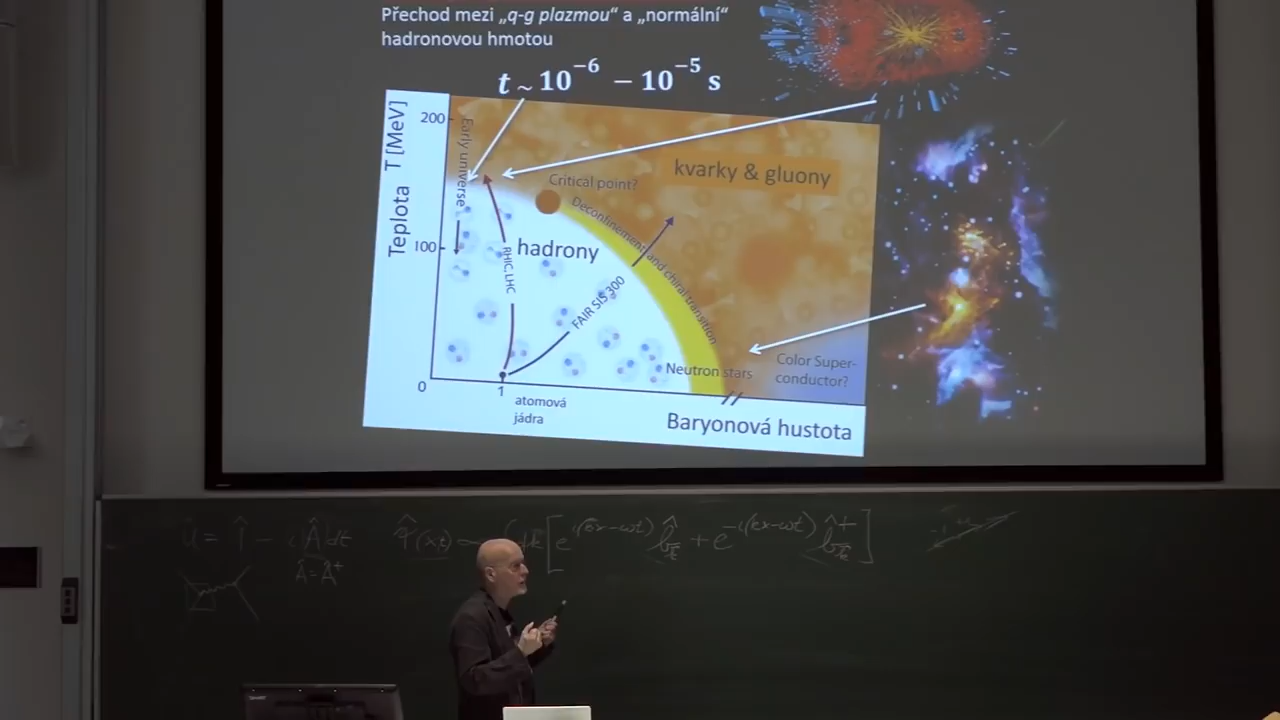 Přechod mezi „q-g plazmou“ a „normální“
hadronovou hmotou
t ~ 10⁻⁶ – 10⁻⁵ s
Teplota T [MeV]
200
100
0
Early universe
Critical point?
kvarky & gluony
hadrony
Deconfinement and chiral transition
RHIC, LHC
FAIR SIS 300
Neutron stars
Color Super-
conductor?
1
atomová
jádra
Baryonová hustota
Â = Â⁺